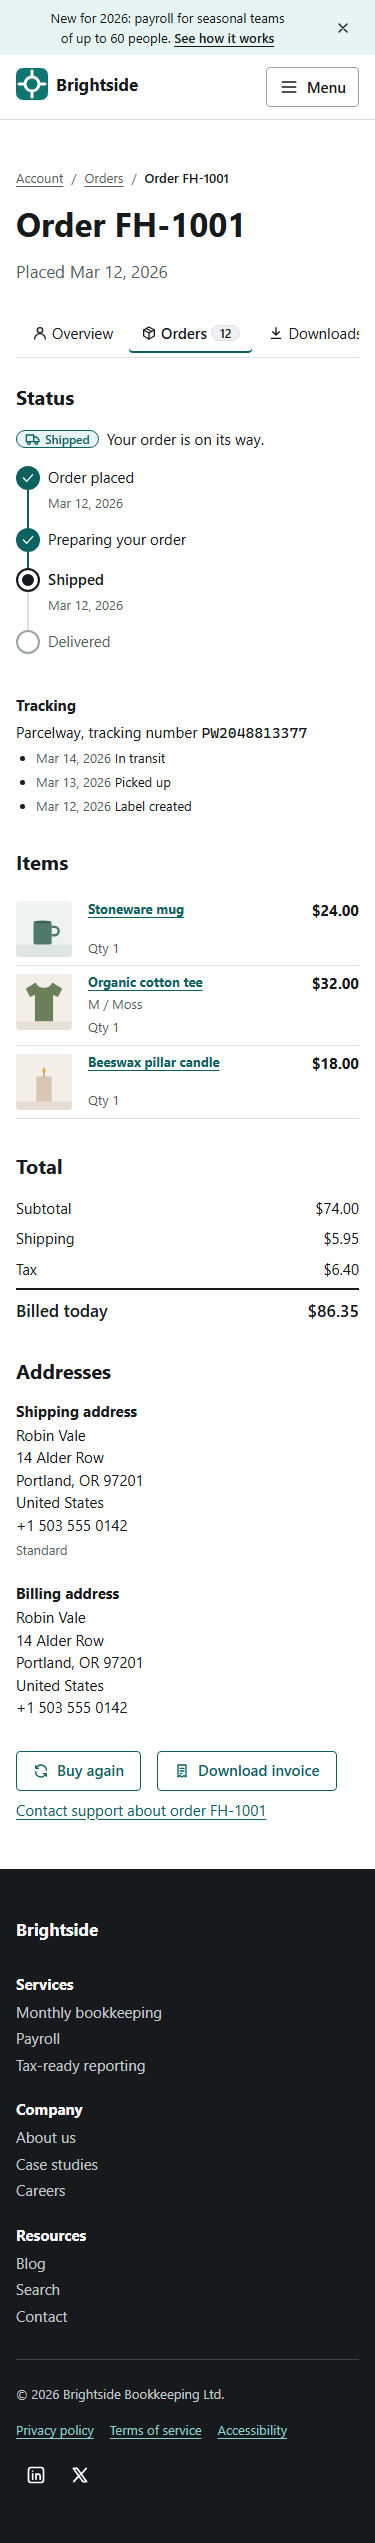 New for 2026: payroll for seasonal teams
of up to 60 people. See how it works
Brightside
Menu
Account / Orders / Order FH-1001
Order FH-1001
Placed Mar 12, 2026
Overview
Orders 12
Downloads
Status
Shipped Your order is on its way.
Order placed
Mar 12, 2026
Preparing your order
Shipped
Mar 12, 2026
Delivered
Tracking
Parcelway, tracking number PW2048813377
• Mar 14, 2026 In transit
• Mar 13, 2026 Picked up
• Mar 12, 2026 Label created
Items
Stoneware mug $24.00
Qty 1
Organic cotton tee $32.00
M / Moss
Qty 1
Beeswax pillar candle $18.00
Qty 1
Total
Subtotal $74.00
Shipping $5.95
Tax $6.40
Billed today $86.35
Addresses
Shipping address
Robin Vale
14 Alder Row
Portland, OR 97201
United States
+1 503 555 0142
Standard
Billing address
Robin Vale
14 Alder Row
Portland, OR 97201
United States
+1 503 555 0142
Buy again
Download invoice
Contact support about order FH-1001
Brightside
Services
Monthly bookkeeping
Payroll
Tax-ready reporting
Company
About us
Case studies
Careers
Resources
Blog
Search
Contact
© 2026 Brightside Bookkeeping Ltd.
Privacy policy Terms of service Accessibility